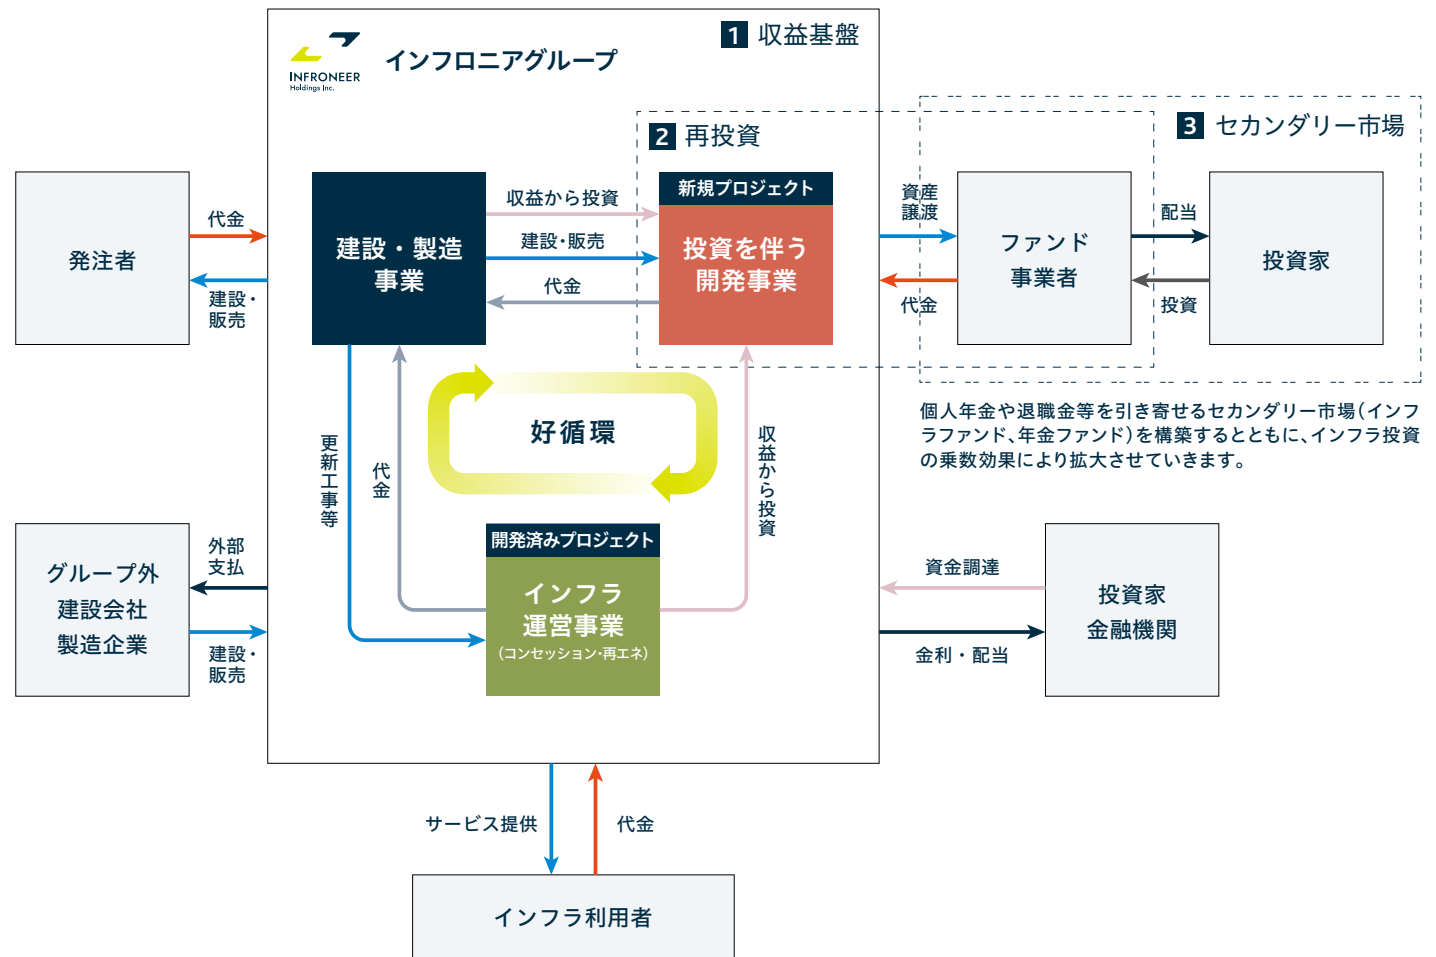 INFRONEER
Holdings Inc.
インフロニアグループ
1 収益基盤
2 再投資
3 セカンダリー市場
発注者
代金
建設・
販売
建設・製造
事業
収益から投資
建設・販売
代金
新規プロジェクト
投資を伴う
開発事業
資産
譲渡
代金
ファンド
事業者
配当
投資
投資家
個人年金や退職金等を引き寄せるセカンダリー市場(インフ
ラファンド、年金ファンド)を構築するとともに、インフラ投資
の乗数効果により拡大させていきます。
好循環
更新工事等
代金
収益から投資
開発済みプロジェクト
インフラ
運営事業
(コンセッション・再エネ)
グループ外
建設会社
製造企業
外部
支払
建設・
販売
資金調達
金利・配当
投資家
金融機関
サービス提供
代金
インフラ利用者